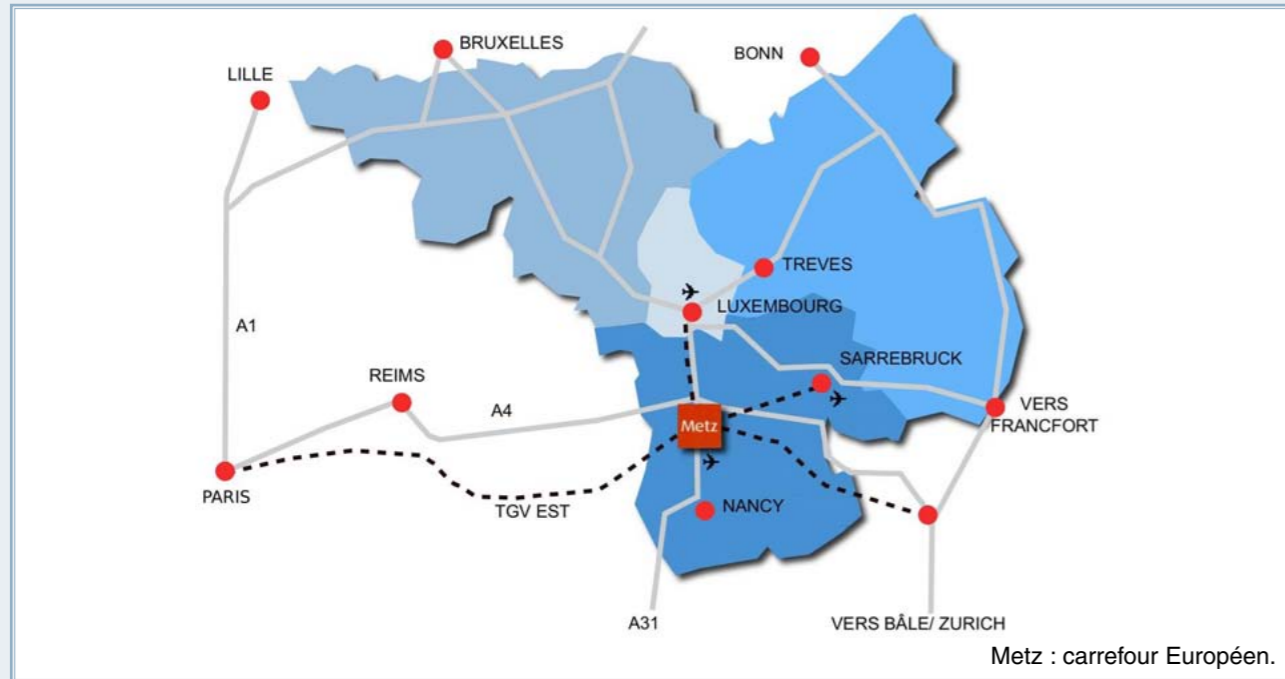 BRUXELLES
BONN
LILLE
TREVES
LUXEMBOURG
A1
SARREBRUCK
REIMS
A4
VERS
FRANCFORT
Metz
PARIS
TGV EST
NANCY
A31
VERS BÂLE/ ZURICH
Metz : carrefour Européen.